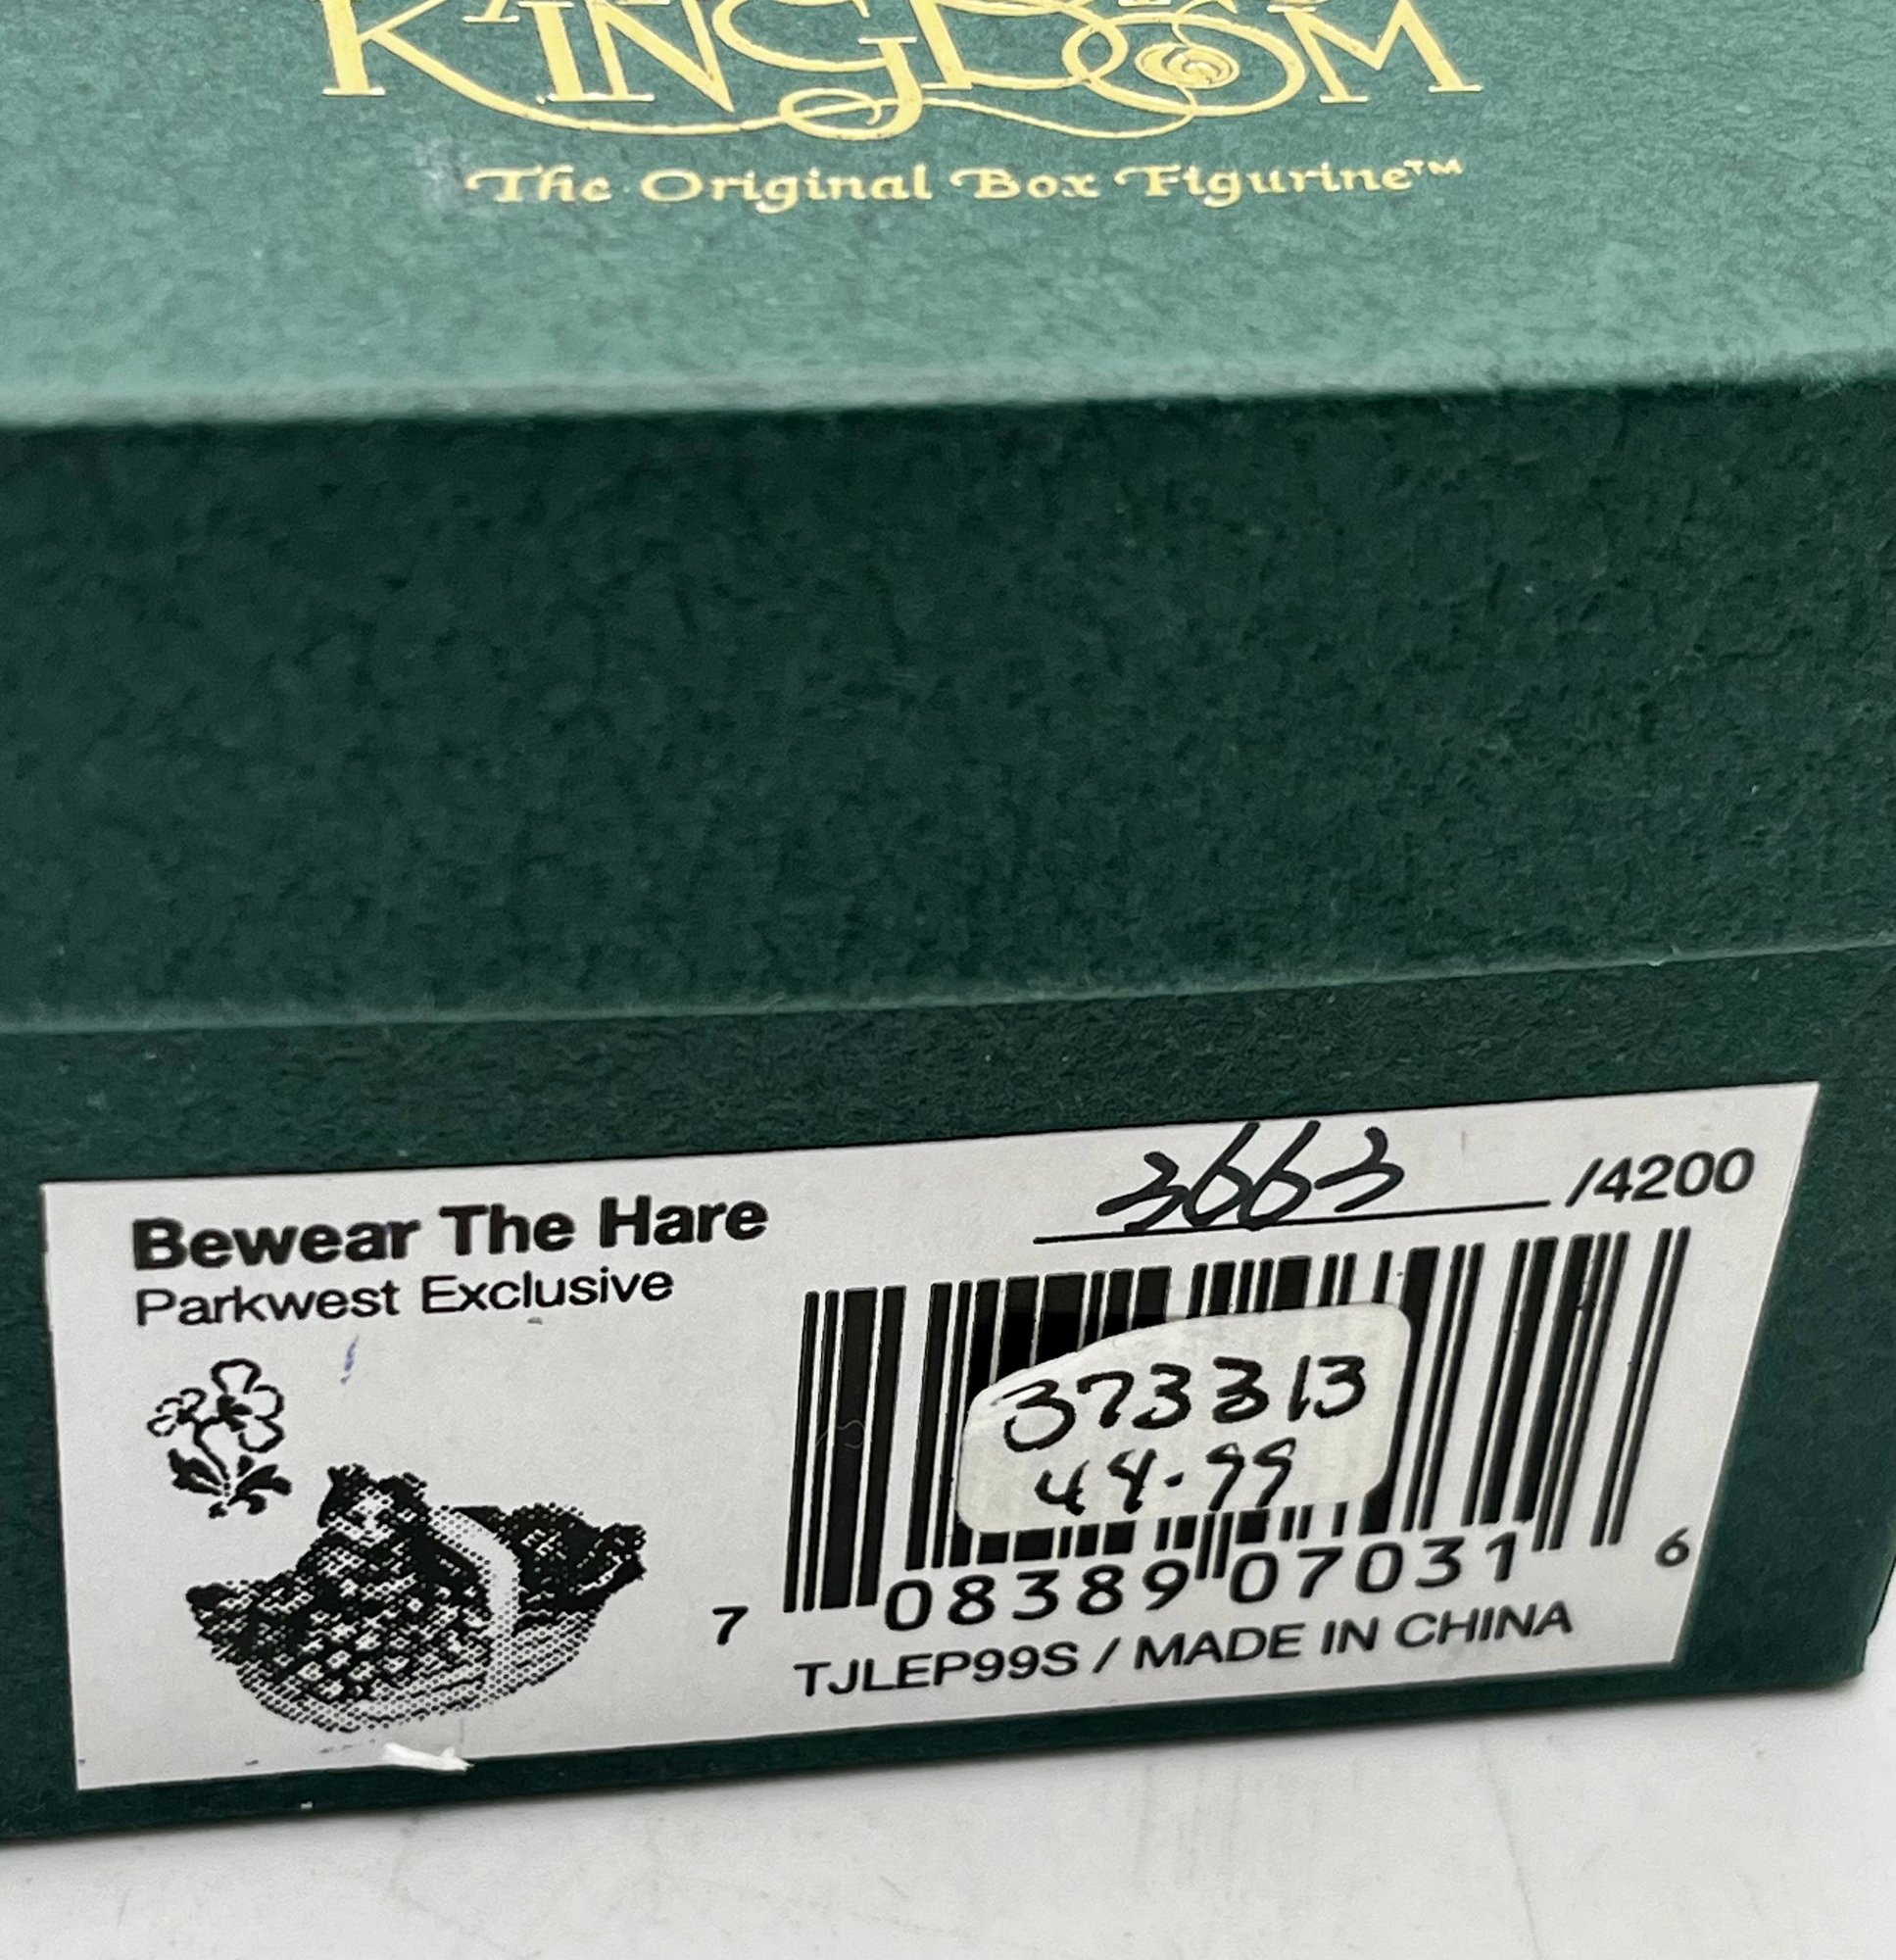 KINGDOM
The Original Box Figurine™
Bewear The Hare
Parkwest Exclusive
3663 /4200
373313
44.99
7 08389 07031 6
TJLEP99S / MADE IN CHINA